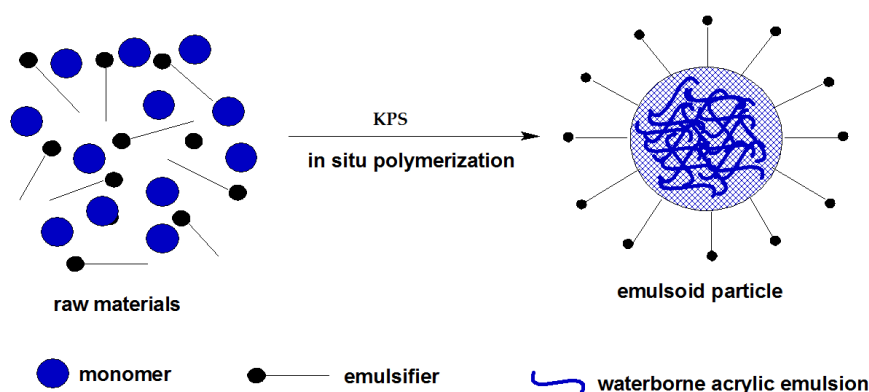 KPS
in situ polymerization
raw materials
emulsoid particle
monomer
emulsifier
waterborne acrylic emulsion